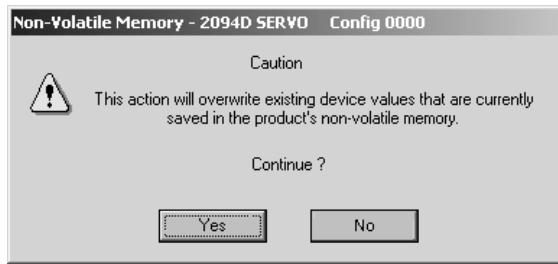 Non-Volatile Memory - 2094D SERVO Config 0000
Caution
This action will overwrite existing device values that are currently
saved in the product's non-volatile memory.
Continue ?
Yes No